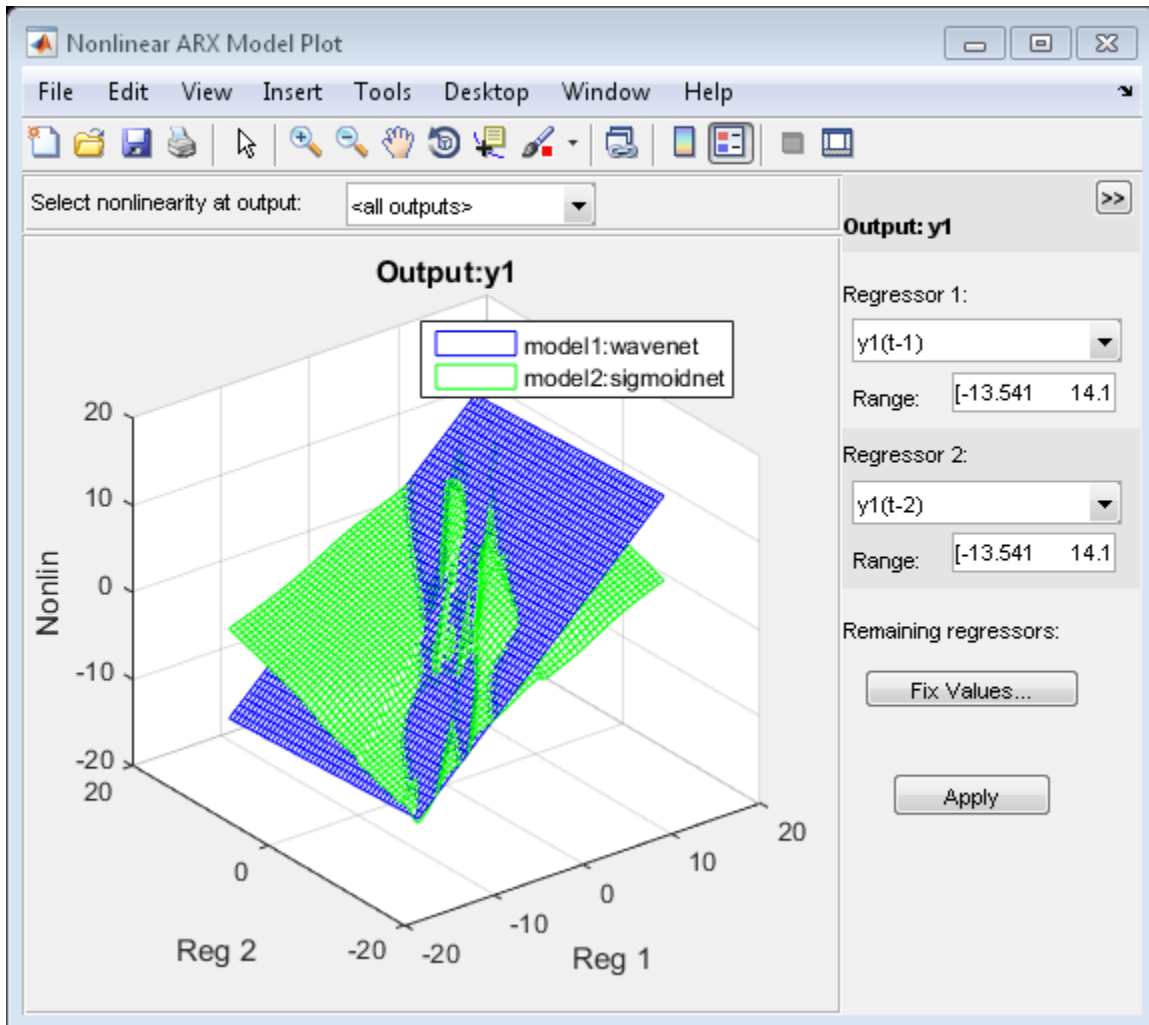 Nonlinear ARX Model Plot
File Edit View Insert Tools Desktop Window Help
Select nonlinearity at output: <all outputs>
>>
Output: y1
Output:y1
model1:wavenet
model2:sigmoidnet
20
10
0
-10
-20
Nonlin
20
0
-20
Reg 2
-20
-10
0
10
20
Reg 1
Regressor 1:
y1(t-1)
Range: [-13.541 14.1
Regressor 2:
y1(t-2)
Range: [-13.541 14.1
Remaining regressors:
Fix Values...
Apply